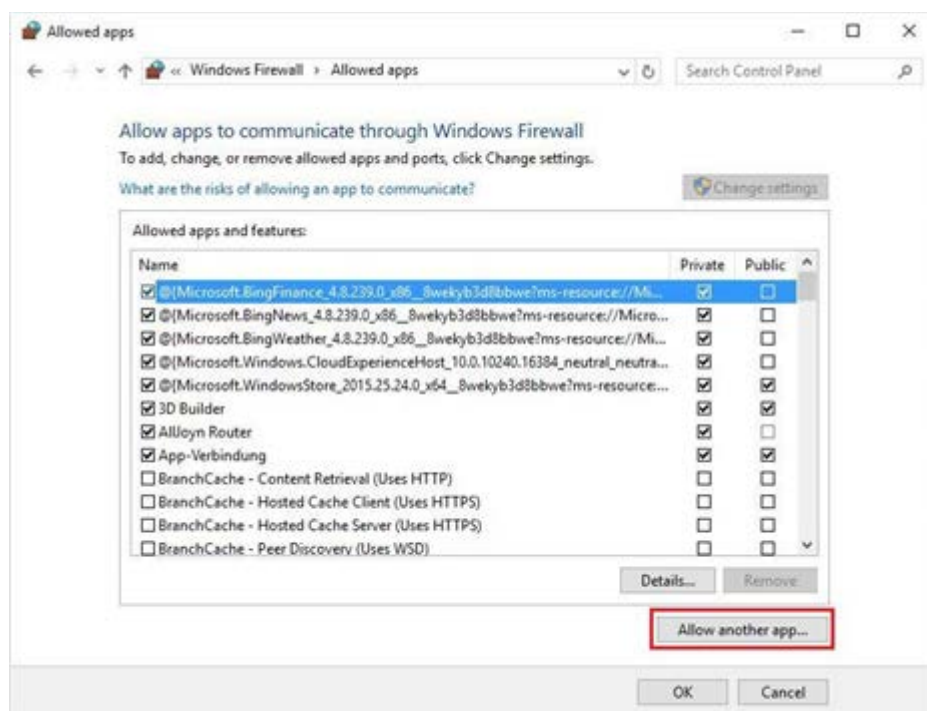 Allowed apps
« Windows Firewall › Allowed apps
Search Control Panel
Allow apps to communicate through Windows Firewall
To add, change, or remove allowed apps and ports, click Change settings.
What are the risks of allowing an app to communicate?
Change settings
Allowed apps and features:
Name Private Public
@{Microsoft.BingFinance_4.8.239.0_x86__8wekyb3d8bbwe?ms-resource://Mi...
@{Microsoft.BingNews_4.8.239.0_x86__8wekyb3d8bbwe?ms-resource://Micro...
@{Microsoft.BingWeather_4.8.239.0_x86__8wekyb3d8bbwe?ms-resource://Mi...
@{Microsoft.Windows.CloudExperienceHost_10.0.10240.16384_neutral_neutra...
@{Microsoft.WindowsStore_2015.25.24.0_x64__8wekyb3d8bbwe?ms-resource:...
3D Builder
AllJoyn Router
App-Verbindung
BranchCache - Content Retrieval (Uses HTTP)
BranchCache - Hosted Cache Client (Uses HTTPS)
BranchCache - Hosted Cache Server (Uses HTTPS)
BranchCache - Peer Discovery (Uses WSD)
Details... Remove
Allow another app...
OK Cancel